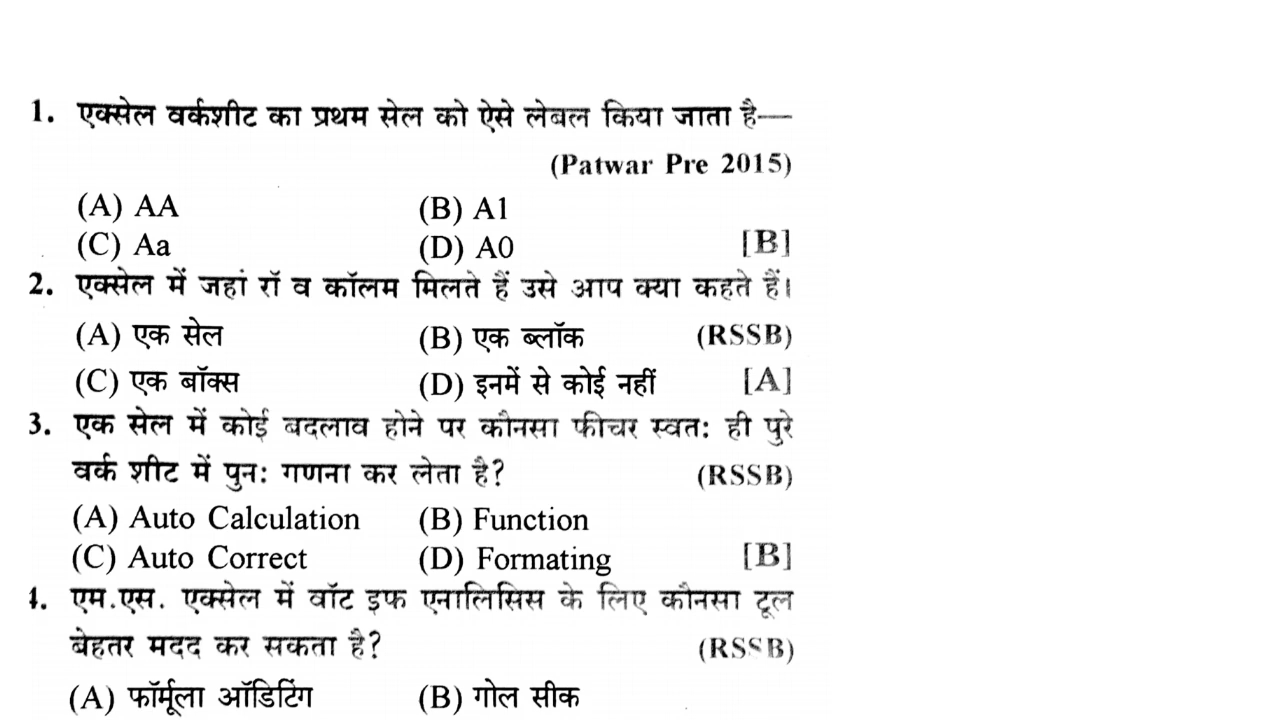 1. एक्सेल वर्कशीट का प्रथम सेल को ऐसे लेबल किया जाता है—
(Patwar Pre 2015)
(A) AA (B) A1
(C) Aa (D) A0 [B]
2. एक्सेल में जहां रॉ व कॉलम मिलते हैं उसे आप क्या कहते हैं।
(A) एक सेल (B) एक ब्लॉक (RSSB)
(C) एक बॉक्स (D) इनमें से कोई नहीं [A]
3. एक सेल में कोई बदलाव होने पर कौनसा फीचर स्वत: ही पुरे
वर्क शीट में पुन: गणना कर लेता है? (RSSB)
(A) Auto Calculation (B) Function
(C) Auto Correct (D) Formating [B]
4. एम.एस. एक्सेल में वॉट इफ एनालिसिस के लिए कौनसा टूल
बेहतर मदद कर सकता है? (RSSB)
(A) फॉर्मूला ऑडिटिंग (B) गोल सीक